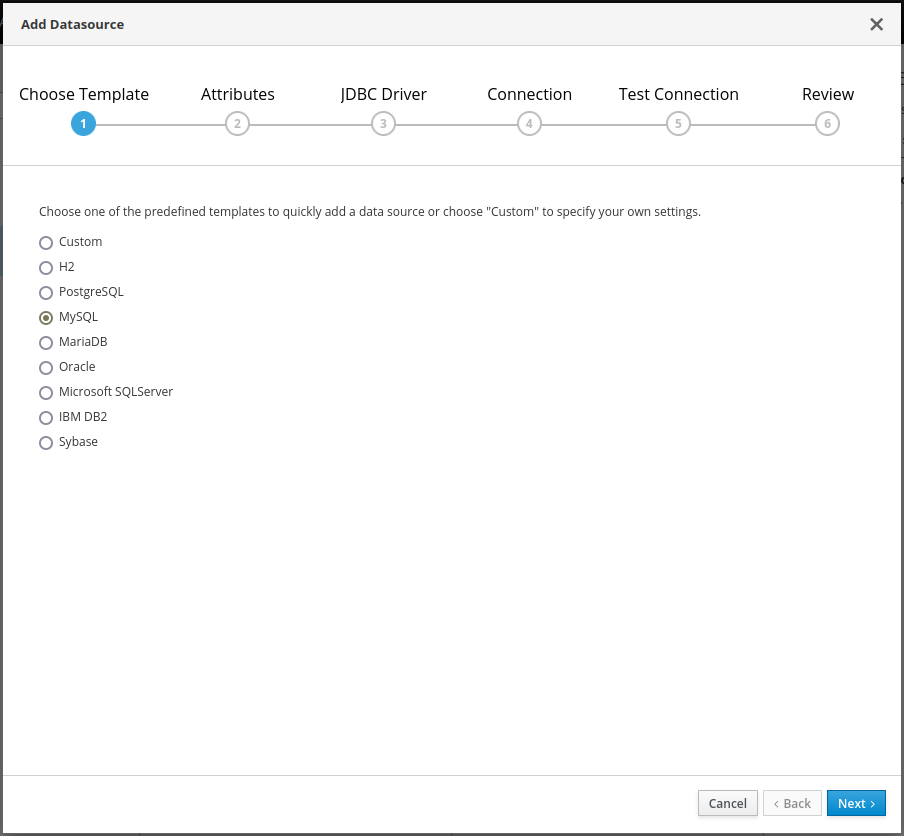 Add Datasource
Choose Template Attributes JDBC Driver Connection Test Connection Review
1 2 3 4 5 6
Choose one of the predefined templates to quickly add a data source or choose "Custom" to specify your own settings.
Custom
H2
PostgreSQL
MySQL
MariaDB
Oracle
Microsoft SQLServer
IBM DB2
Sybase
Cancel ‹ Back Next ›